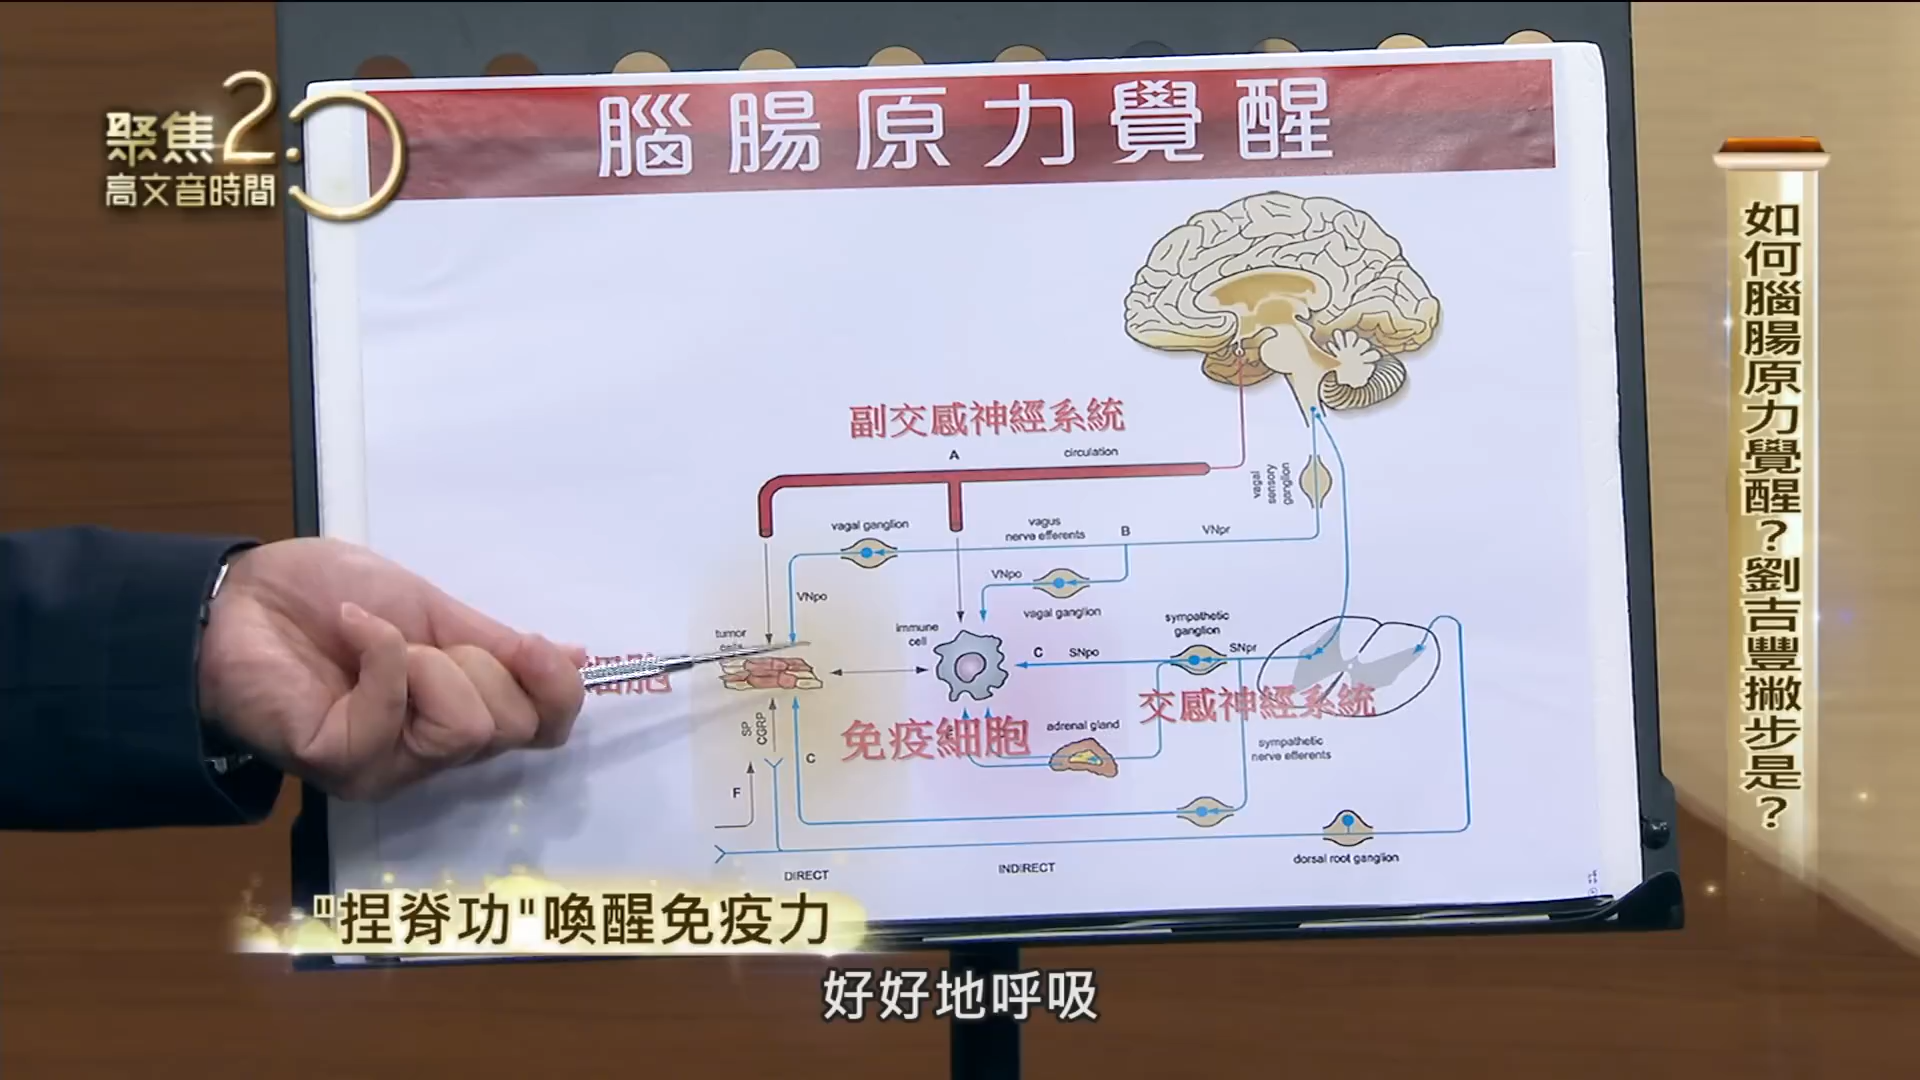 聚焦2.0
高文音時間
腦腸原力覺醒
如何腦腸原力覺醒?劉吉豐撇步是?
副交感神經系統
A
circulation
vagal
sensory
ganglion
vagal ganglion
vagus
nerve efferents
B
VNpr
VNpo
VNpo
vagal ganglion
sympathetic
ganglion
tumor
cells
immune
cell
C
SNpo
SNpr
細胞
交感神經系統
免疫細胞
adrenal gland
SP
CGRP
C
sympathetic
nerve efferents
F
dorsal root ganglion
DIRECT
INDIRECT
"捏脊功"喚醒免疫力
好好地呼吸